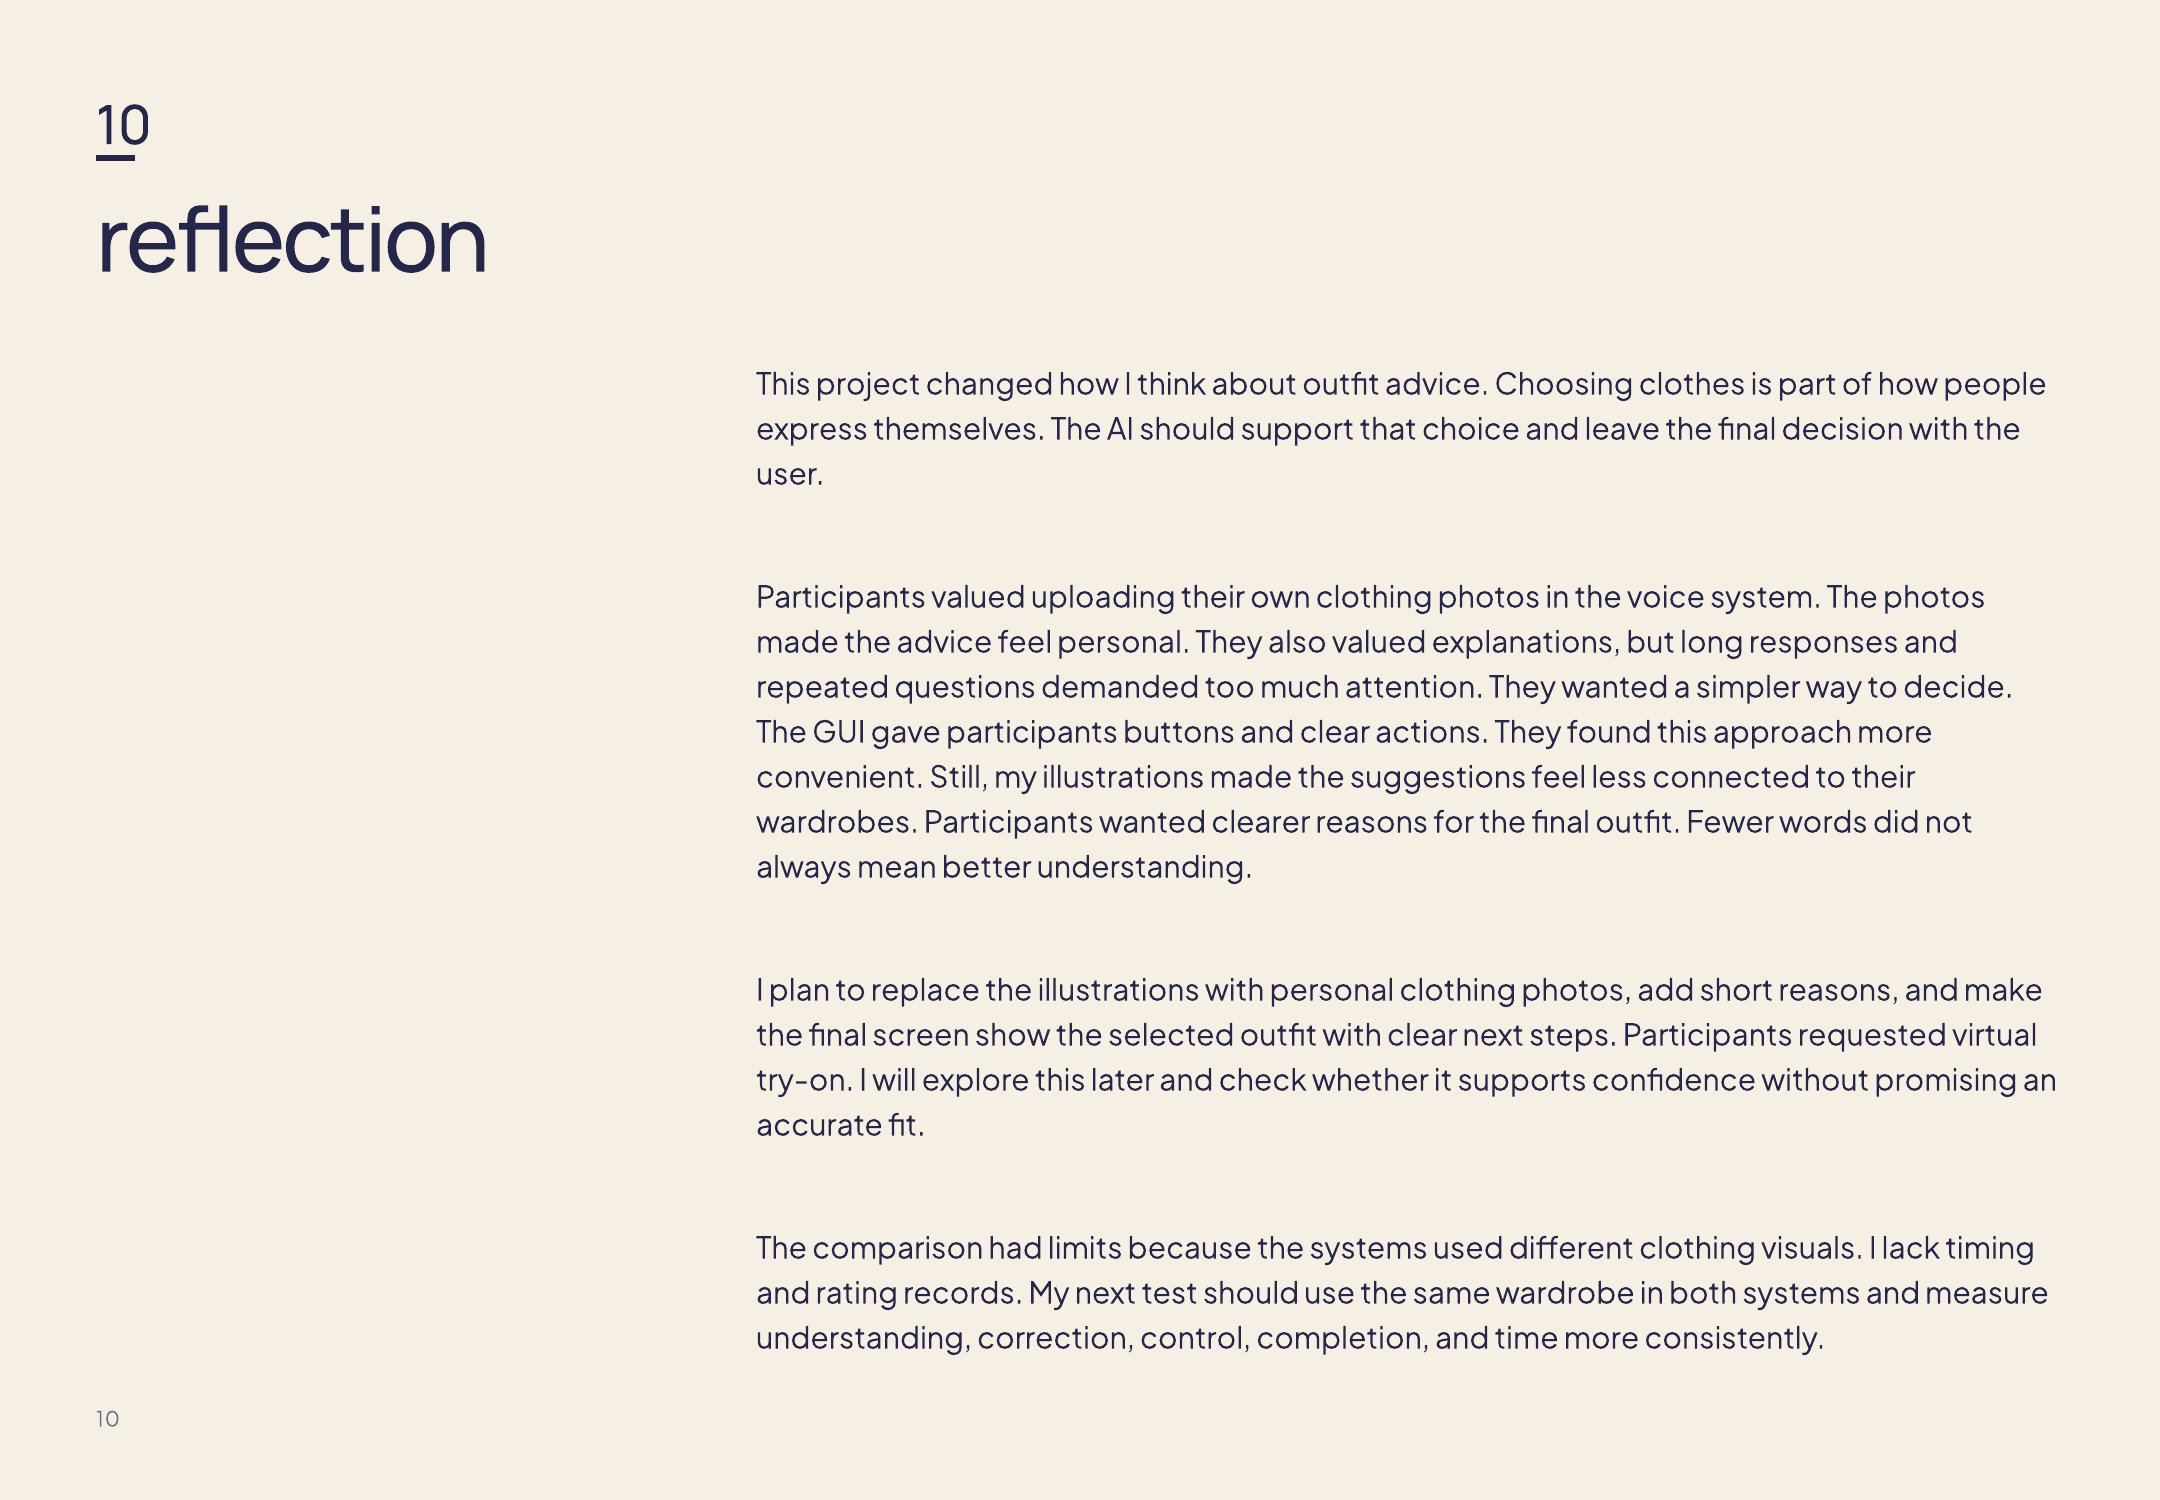 10
reflection
This project changed how I think about outfit advice. Choosing clothes is part of how people
express themselves. The AI should support that choice and leave the final decision with the
user.
Participants valued uploading their own clothing photos in the voice system. The photos
made the advice feel personal. They also valued explanations, but long responses and
repeated questions demanded too much attention. They wanted a simpler way to decide.
The GUI gave participants buttons and clear actions. They found this approach more
convenient. Still, my illustrations made the suggestions feel less connected to their
wardrobes. Participants wanted clearer reasons for the final outfit. Fewer words did not
always mean better understanding.
I plan to replace the illustrations with personal clothing photos, add short reasons, and make
the final screen show the selected outfit with clear next steps. Participants requested virtual
try-on. I will explore this later and check whether it supports confidence without promising an
accurate fit.
The comparison had limits because the systems used different clothing visuals. I lack timing
and rating records. My next test should use the same wardrobe in both systems and measure
understanding, correction, control, completion, and time more consistently.
10